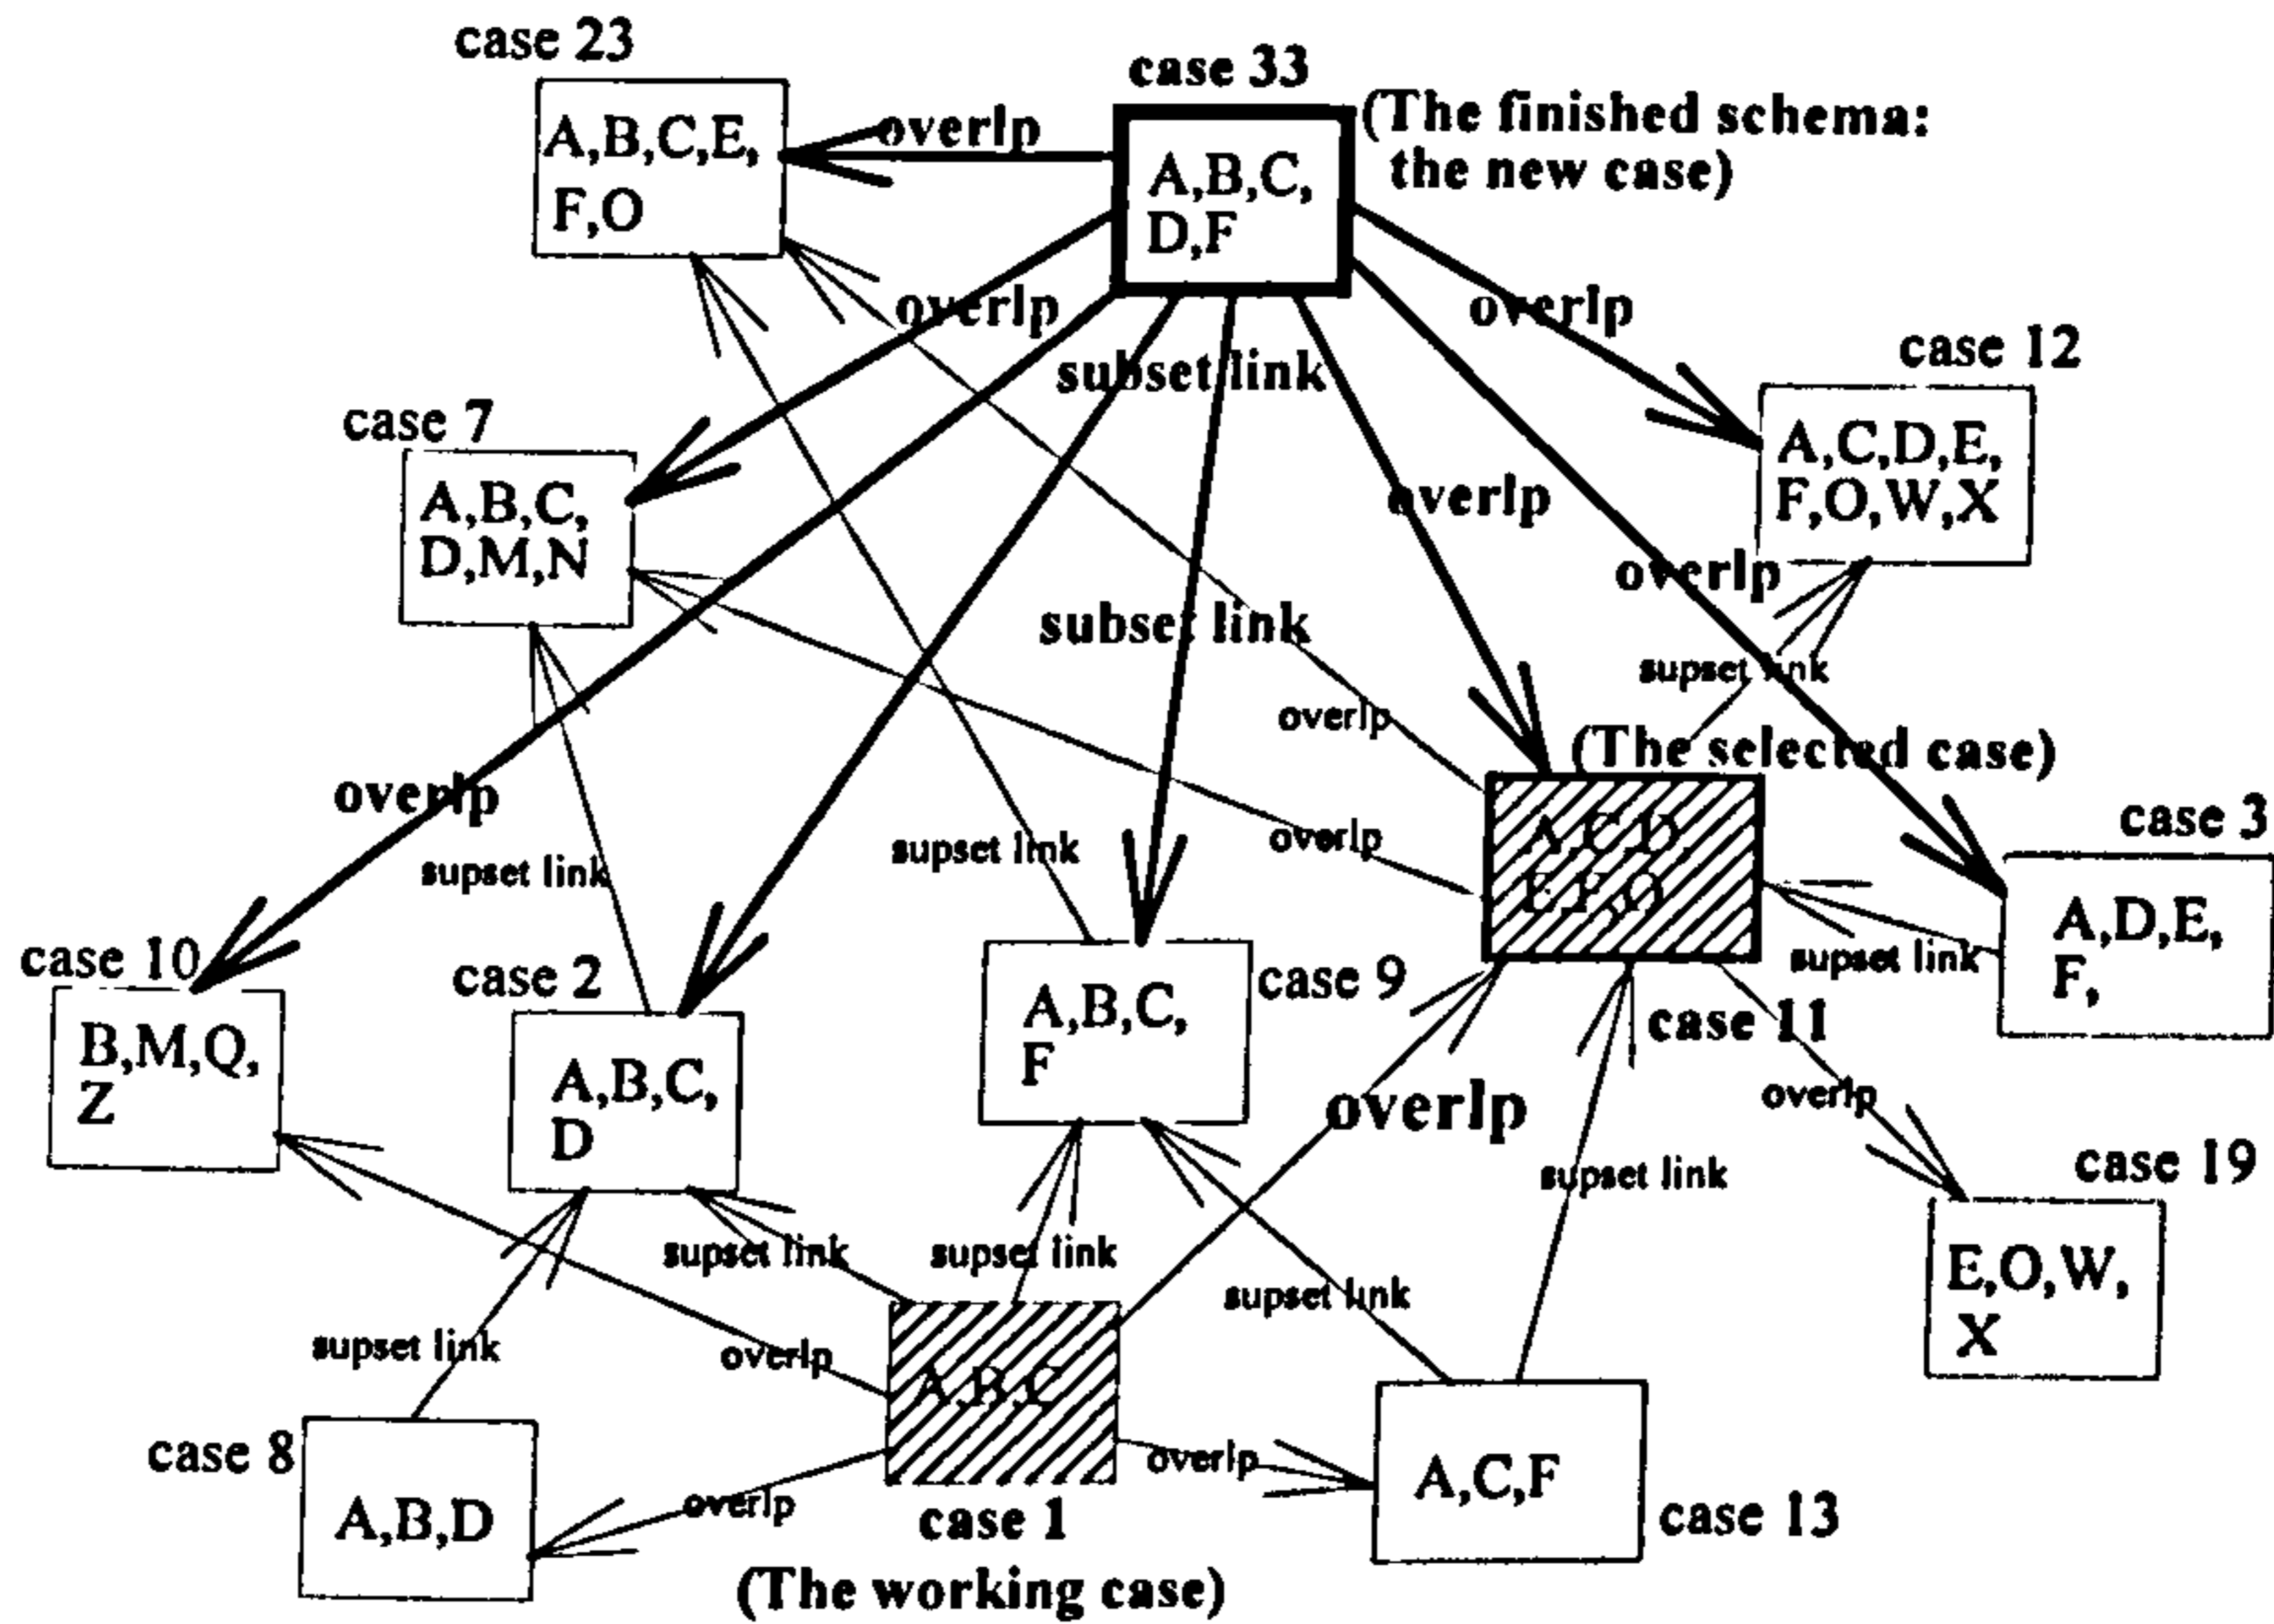 case 23
case 33
(The finished schema:
the new case)
A,B,C,E,
F,O
overlp
A,B,C,
D,F
overlp
overlp
subset link
case 12
A,C,D,E,
F,O,W,X
case 7
A,B,C,
D,M,N
overlp
overlp
subset link
supset link
overlp
(The selected case)
overlp
overlp
supset link
supset link
A,C,D,
E,F,O
case 3
A,D,E,
F,
supset link
case 10
B,M,Q,
Z
case 2
A,B,C,
D
case 9
A,B,C,
F
case 11
overlp
overlp
case 19
E,O,W,
X
supset link
supset link
supset link
supset link
supset link
overlp
A,B,C
case 8
A,B,D
overlp
overlp
case 1
(The working case)
A,C,F
case 13